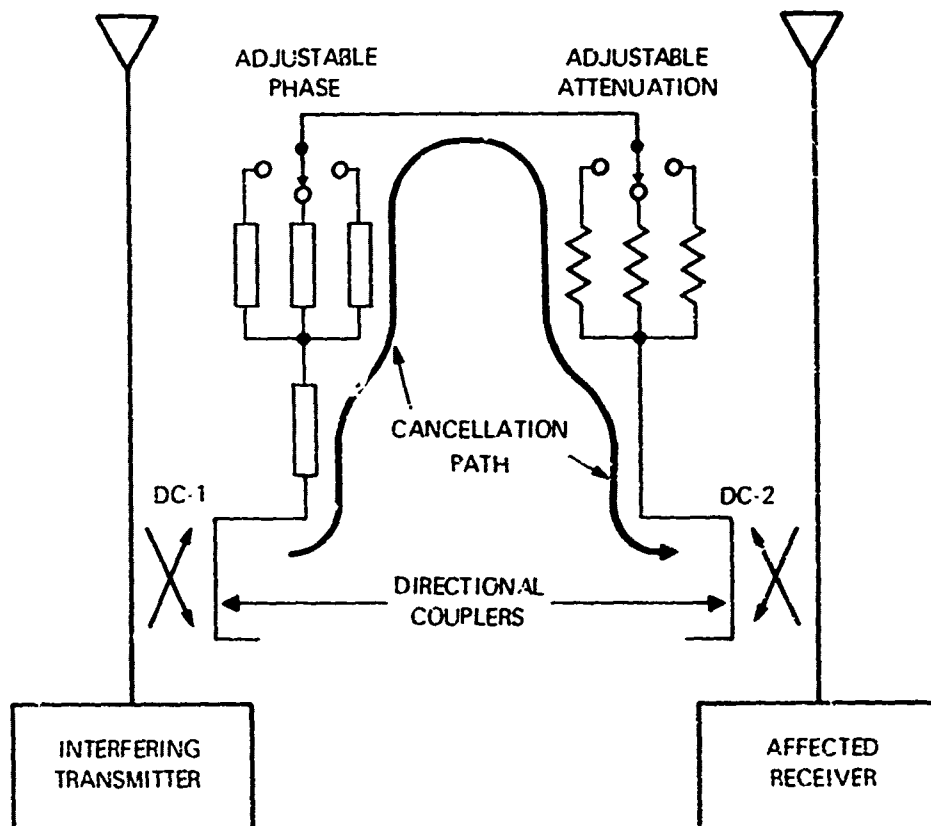 ADJUSTABLE
PHASE
ADJUSTABLE
ATTENUATION
CANCELLATION
PATH
DC-1
DC-2
DIRECTIONAL
COUPLERS
INTERFERING
TRANSMITTER
AFFECTED
RECEIVER